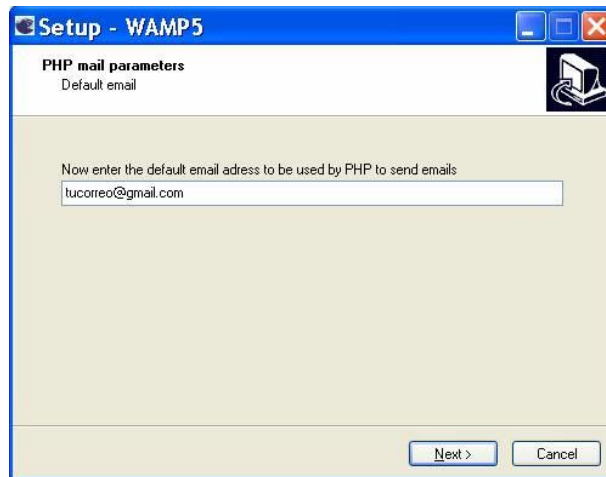 Setup - WAMP5
PHP mail parameters
Default email
Now enter the default email adress to be used by PHP to send emails
tucorreo@gmail.com
Next >
Cancel